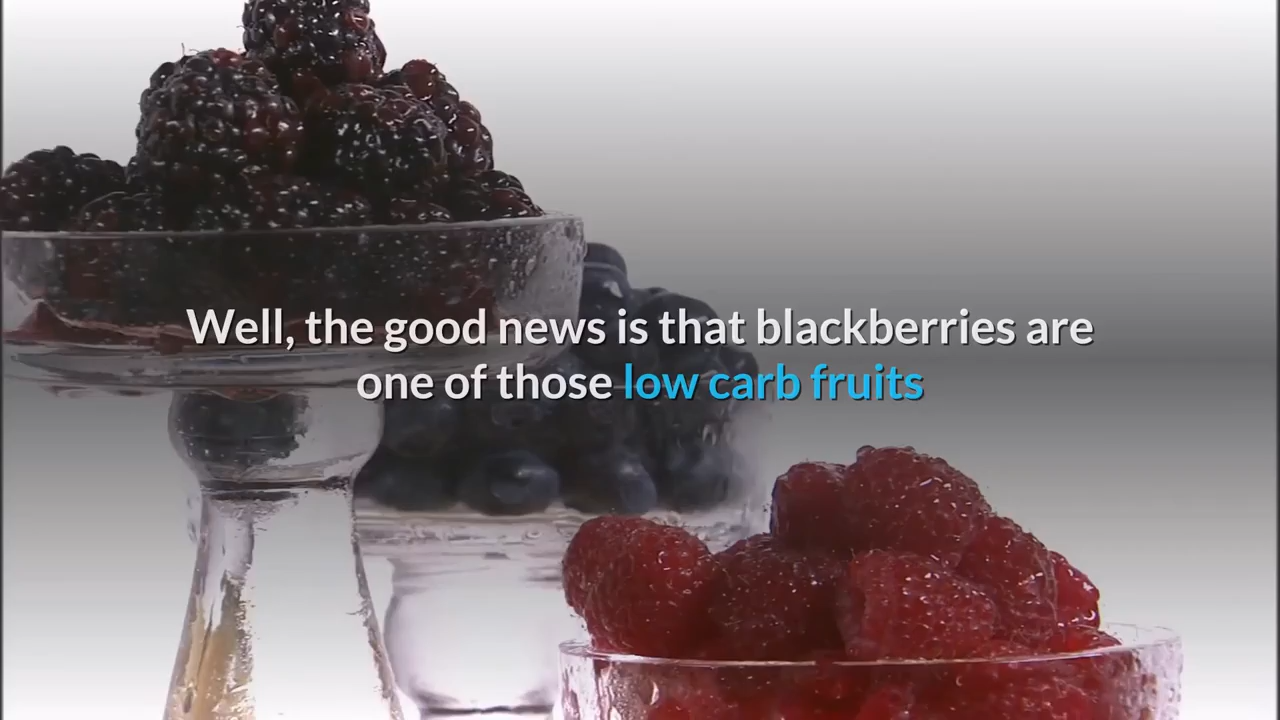 Well, the good news is that blackberries are
one of those low carb fruits